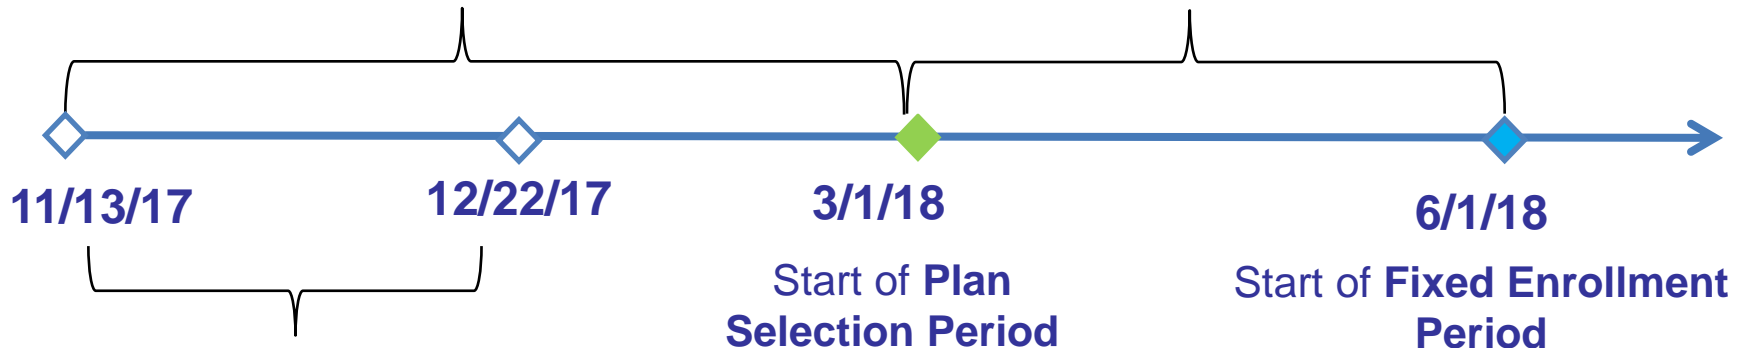 11/13/17
12/22/17
3/1/18
6/1/18
Start of Plan
Selection Period
Start of Fixed Enrollment
Period